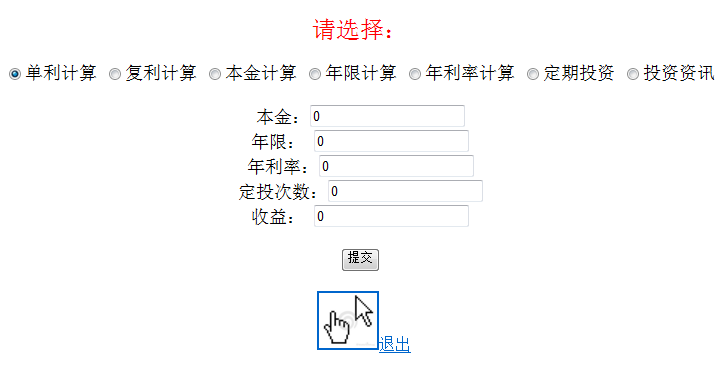 请选择：
单利计算 复利计算 本金计算 年限计算 年利率计算 定期投资 投资资讯
本金：0
年限：0
年利率：0
定投次数：0
收益：0
提交
退出